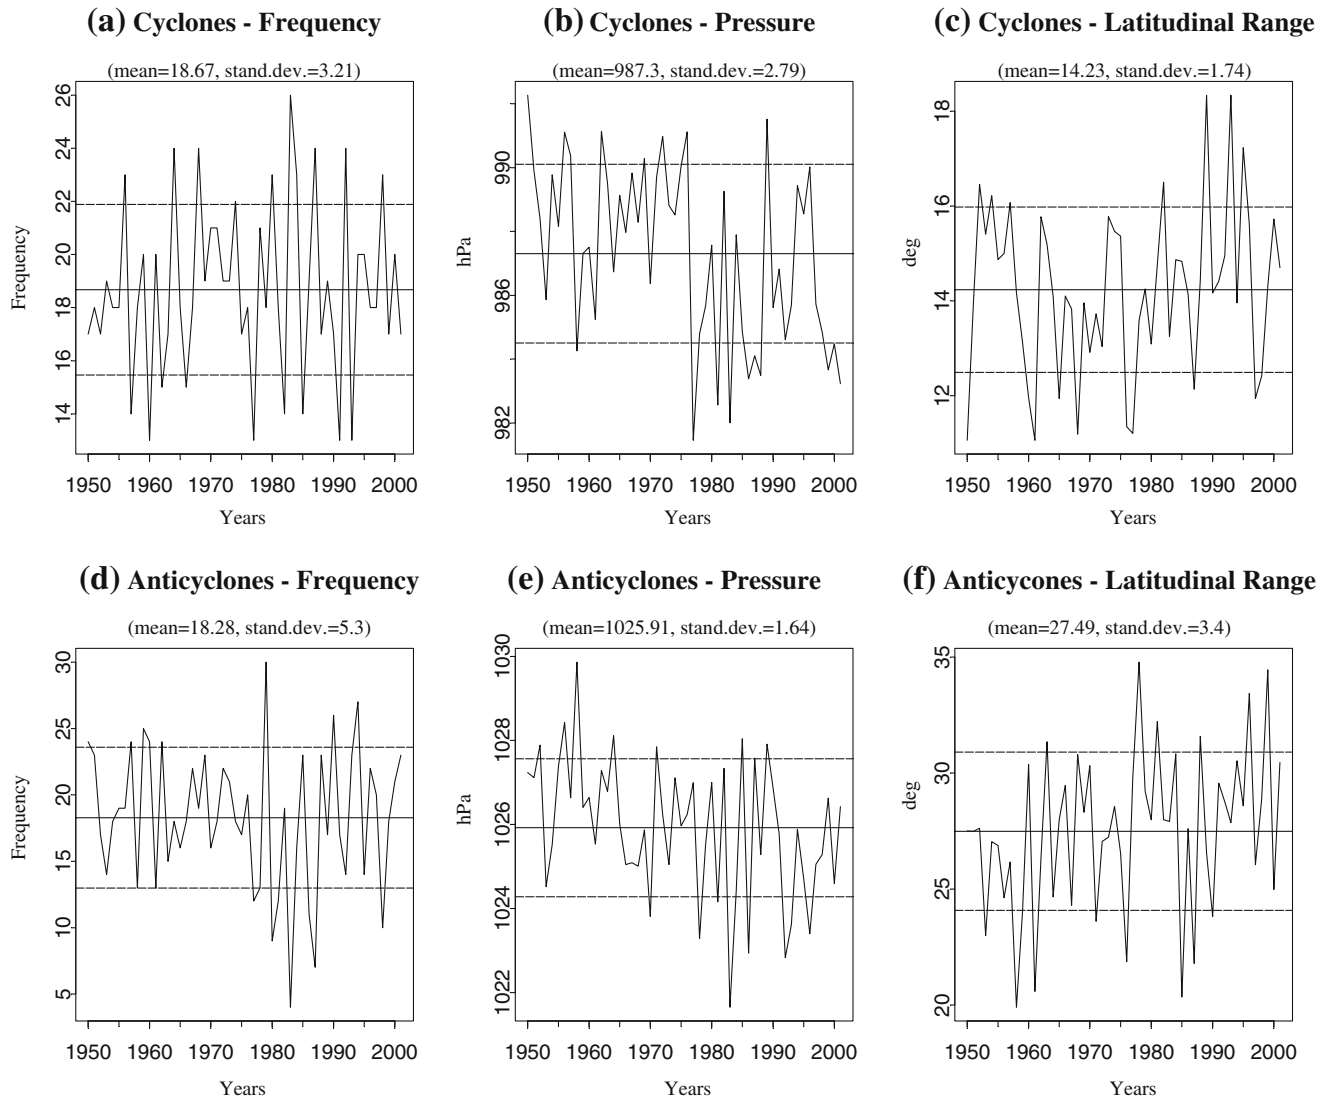 (a) Cyclones - Frequency
(mean=18.67, stand.dev.=3.21)
26
24
22
20
18
16
14
Frequency
1950 1960 1970 1980 1990 2000
Years
(b) Cyclones - Pressure
(mean=987.3, stand.dev.=2.79)
990
986
982
hPa
1950 1960 1970 1980 1990 2000
Years
(c) Cyclones - Latitudinal Range
(mean=14.23, stand.dev.=1.74)
18
16
14
12
deg
1950 1960 1970 1980 1990 2000
Years
(d) Anticyclones - Frequency
(mean=18.28, stand.dev.=5.3)
30
25
20
15
10
5
Frequency
1950 1960 1970 1980 1990 2000
Years
(e) Anticyclones - Pressure
(mean=1025.91, stand.dev.=1.64)
1030
1028
1026
1024
1022
hPa
1950 1960 1970 1980 1990 2000
Years
(f) Anticycones - Latitudinal Range
(mean=27.49, stand.dev.=3.4)
35
30
25
20
deg
1950 1960 1970 1980 1990 2000
Years